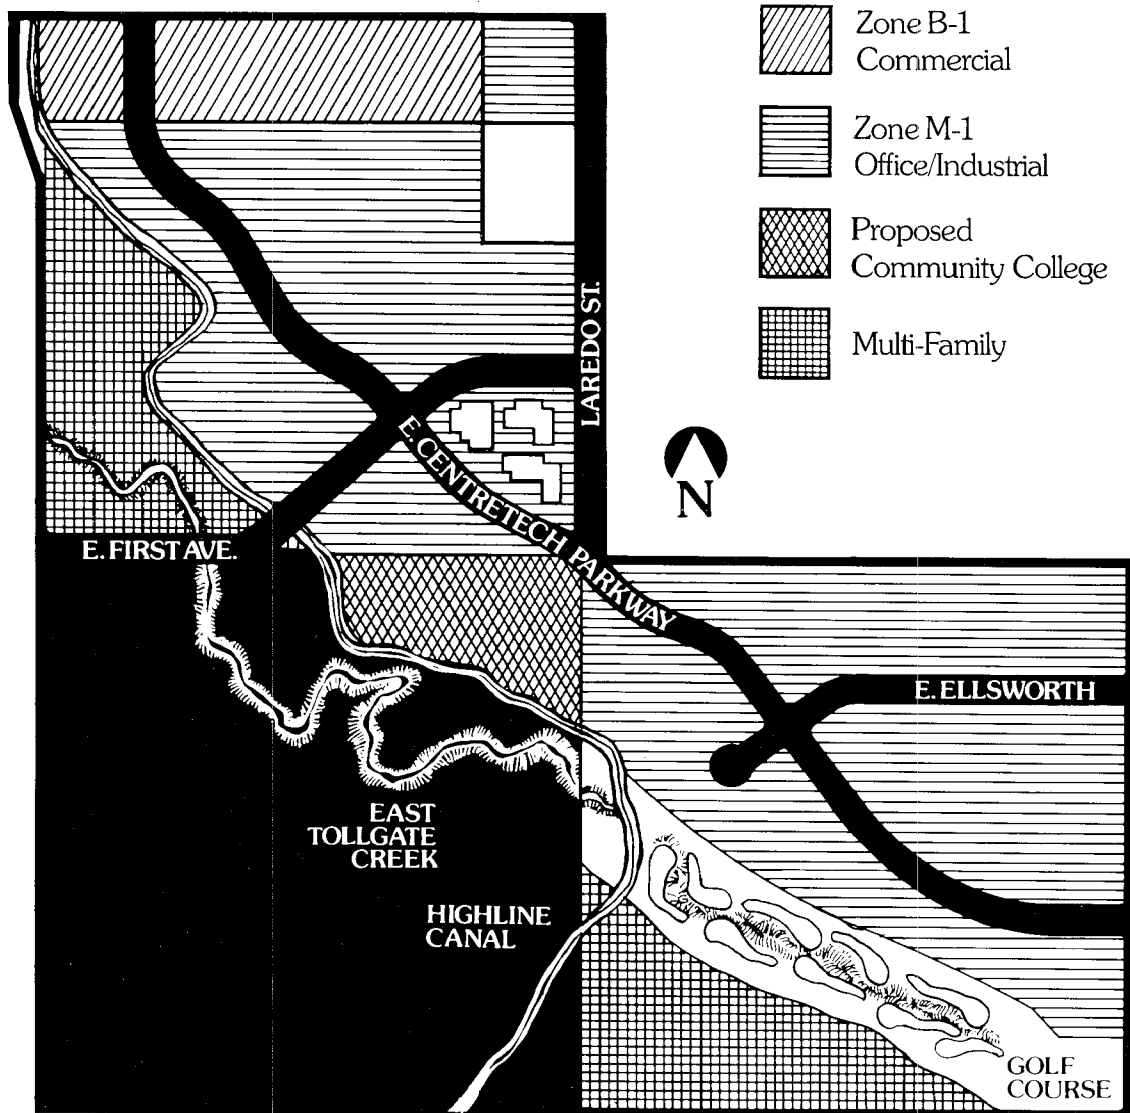 Zone B-1
Commercial
Zone M-1
Office/Industrial
Proposed
Community College
Multi-Family
LAREDO ST.
N
E. CENTRETECH PARKWAY
E. FIRST AVE.
E. ELLSWORTH
EAST
TOLLGATE
CREEK
HIGHLINE
CANAL
GOLF
COURSE